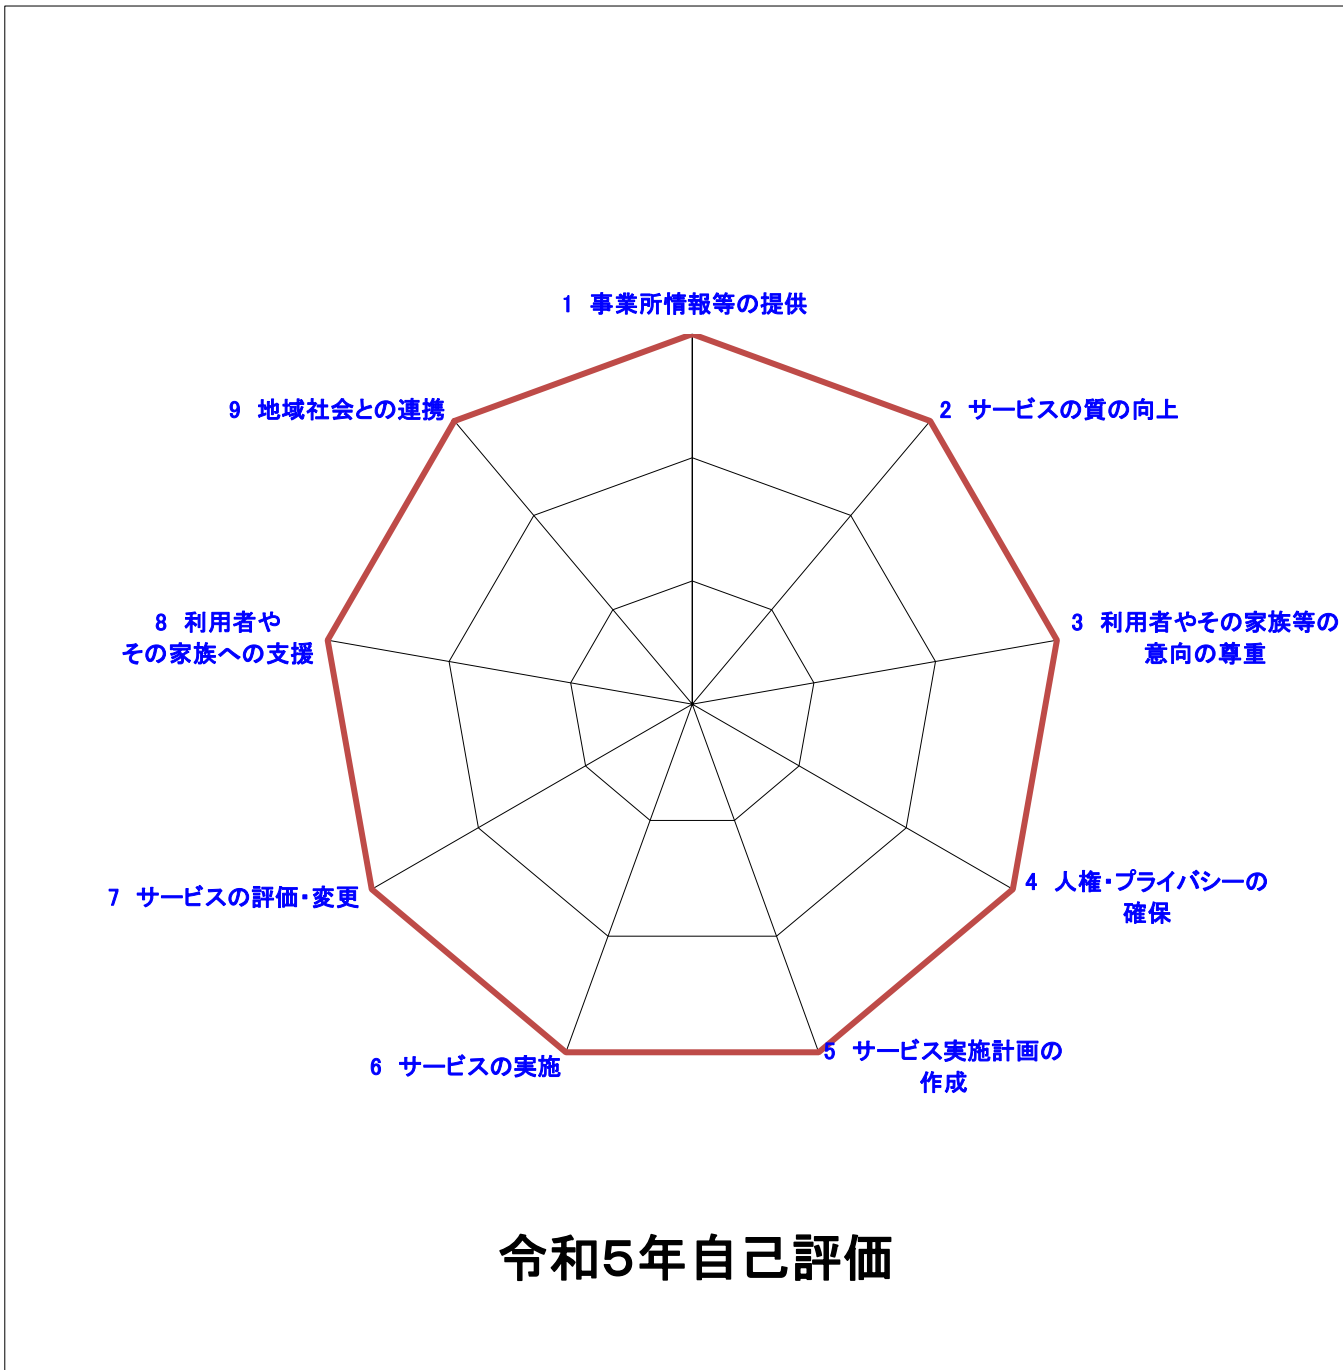 1 事業所情報等の提供
2 サービスの質の向上
3 利用者やその家族等の
意向の尊重
4 人権・プライバシーの
確保
5 サービス実施計画の
作成
6 サービスの実施
7 サービスの評価・変更
8 利用者や
その家族への支援
9 地域社会との連携
令和5年自己評価